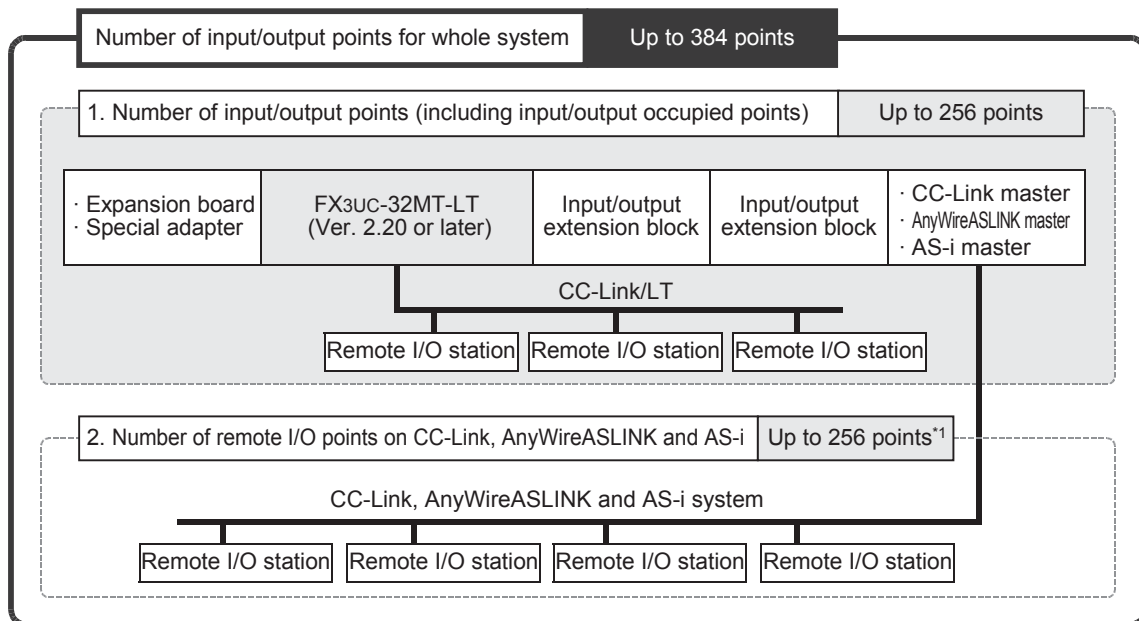 Number of input/output points for whole system Up to 384 points
1. Number of input/output points (including input/output occupied points) Up to 256 points
· Expansion board
· Special adapter
FX3UC-32MT-LT
(Ver. 2.20 or later)
Input/output
extension block
Input/output
extension block
· CC-Link master
· AnyWireASLINK master
· AS-i master
CC-Link/LT
Remote I/O station Remote I/O station Remote I/O station
2. Number of remote I/O points on CC-Link, AnyWireASLINK and AS-i Up to 256 points*1
CC-Link, AnyWireASLINK and AS-i system
Remote I/O station Remote I/O station Remote I/O station Remote I/O station